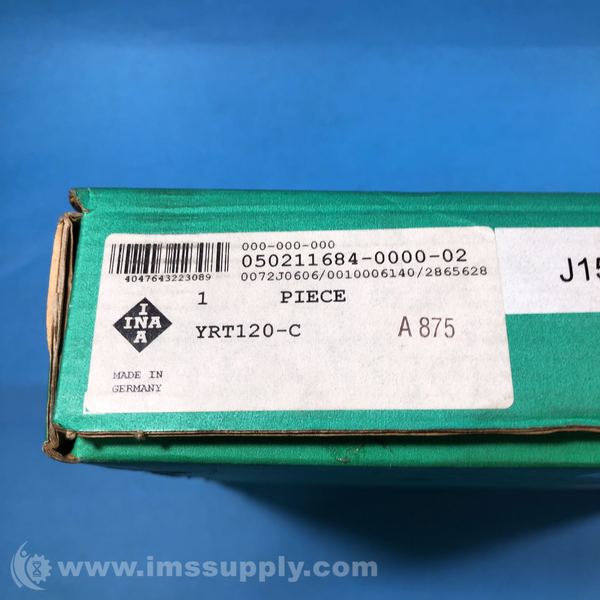 000-000-000
050211684-0000-02
4047643223089
0072J0606/0010006140/2865628
1 PIECE
INA
YRT120-C A 875
MADE IN
GERMANY
J15
www.imssupply.com